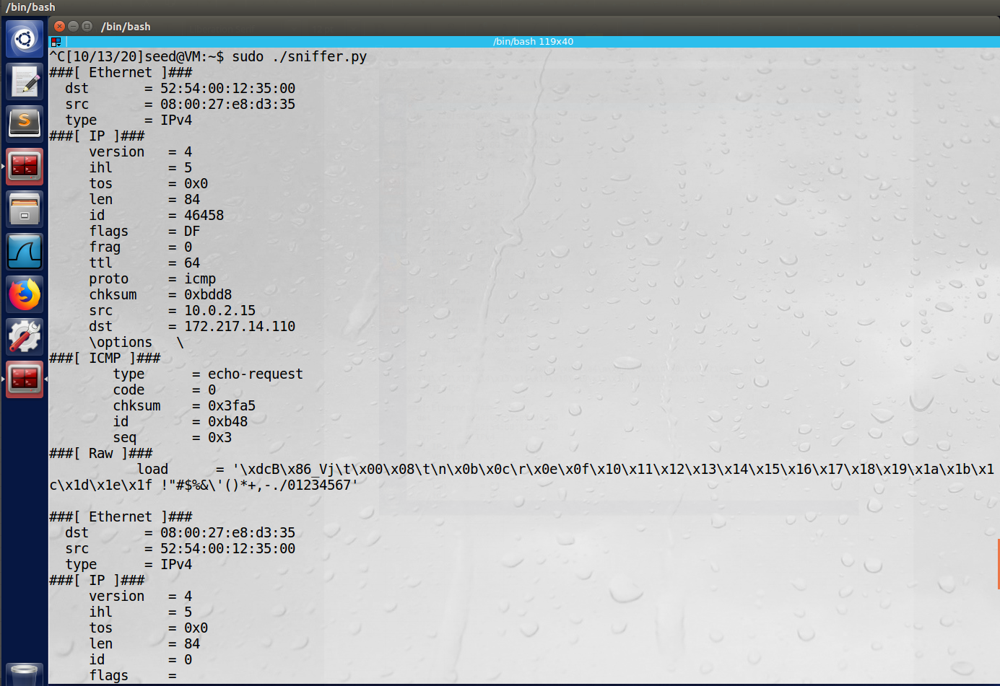 /bin/bash
/bin/bash
/bin/bash 119x40
^C[10/13/20]seed@VM:~$ sudo ./sniffer.py
###[ Ethernet ]###
  dst       = 52:54:00:12:35:00
  src       = 08:00:27:e8:d3:35
  type      = IPv4
###[ IP ]###
     version   = 4
     ihl       = 5
     tos       = 0x0
     len       = 84
     id        = 46458
     flags     = DF
     frag      = 0
     ttl       = 64
     proto     = icmp
     chksum    = 0xbdd8
     src       = 10.0.2.15
     dst       = 172.217.14.110
     \options   \
###[ ICMP ]###
        type      = echo-request
        code      = 0
        chksum    = 0x3fa5
        id        = 0xb48
        seq       = 0x3
###[ Raw ]###
           load      = '\xdcB\x86_Vj\t\x00\x08\t\n\x0b\x0c\r\x0e\x0f\x10\x11\x12\x13\x14\x15\x16\x17\x18\x19\x1a\x1b\x1
c\x1d\x1e\x1f !"#$%&\'()*+,-./01234567'
###[ Ethernet ]###
  dst       = 08:00:27:e8:d3:35
  src       = 52:54:00:12:35:00
  type      = IPv4
###[ IP ]###
     version   = 4
     ihl       = 5
     tos       = 0x0
     len       = 84
     id        = 0
     flags     =